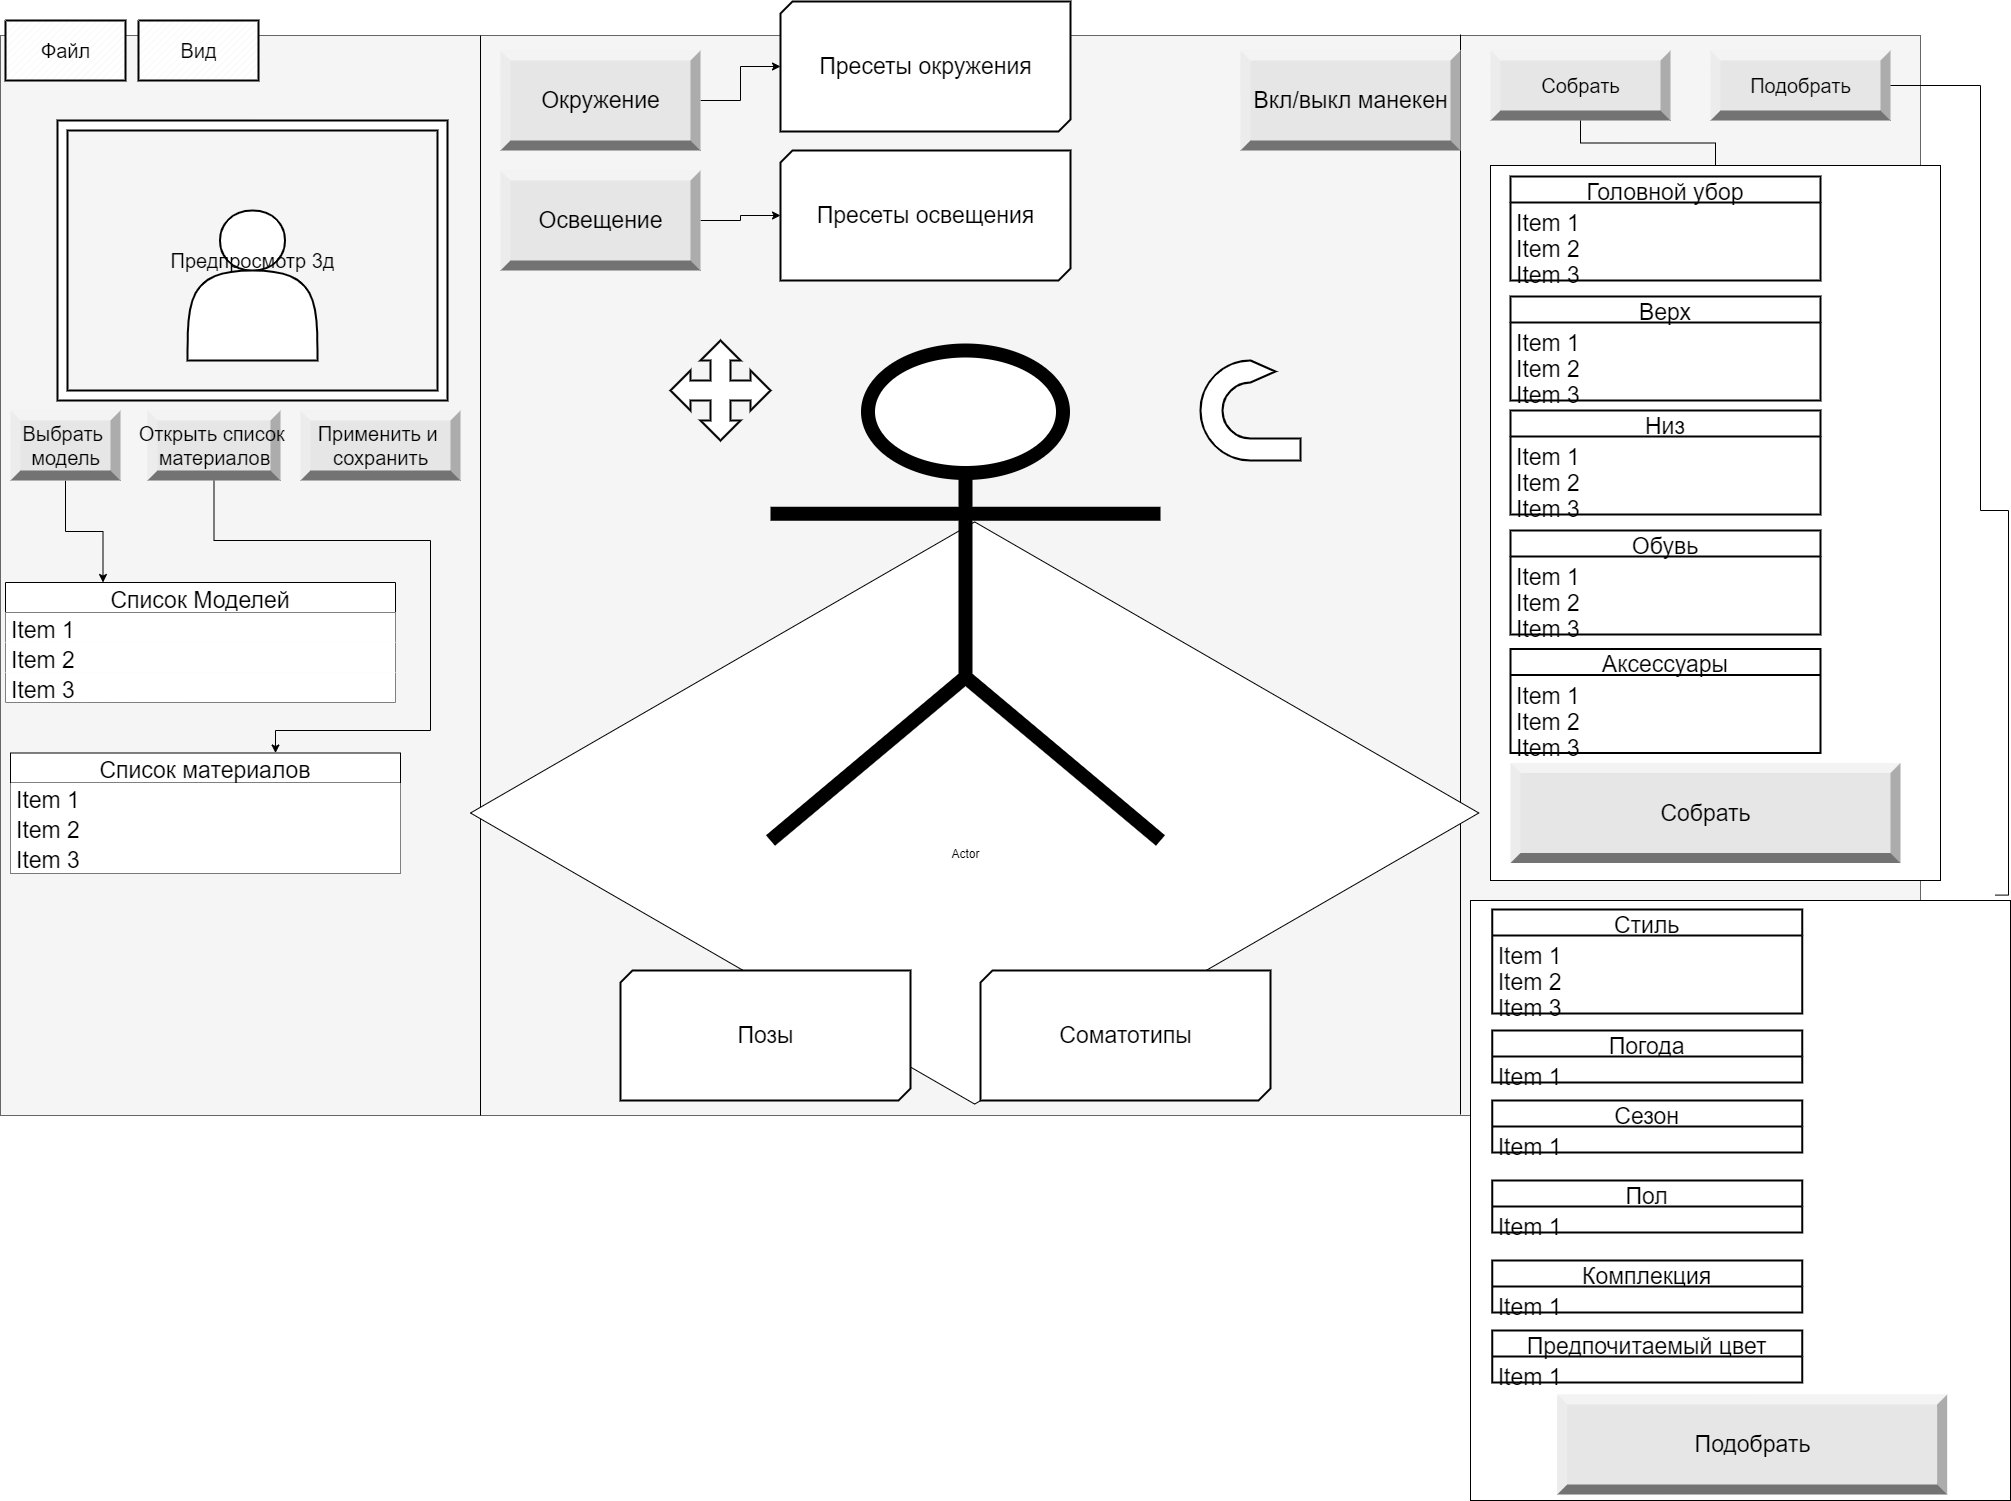 Файл
Вид
Предпросмотр 3д
Выбрать
модель
Открыть список
материалов
Применить и
сохранить
Список Моделей
Item 1
Item 2
Item 3
Список материалов
Item 1
Item 2
Item 3
Окружение
Пресеты окружения
Освещение
Пресеты освещения
Вкл/выкл манекен
Actor
Позы
Соматотипы
Собрать
Подобрать
Головной убор
Item 1
Item 2
Item 3
Верх
Item 1
Item 2
Item 3
Низ
Item 1
Item 2
Item 3
Обувь
Item 1
Item 2
Item 3
Аксессуары
Item 1
Item 2
Item 3
Собрать
Стиль
Item 1
Item 2
Item 3
Погода
Item 1
Сезон
Item 1
Пол
Item 1
Комплекция
Item 1
Предпочитаемый цвет
Item 1
Подобрать